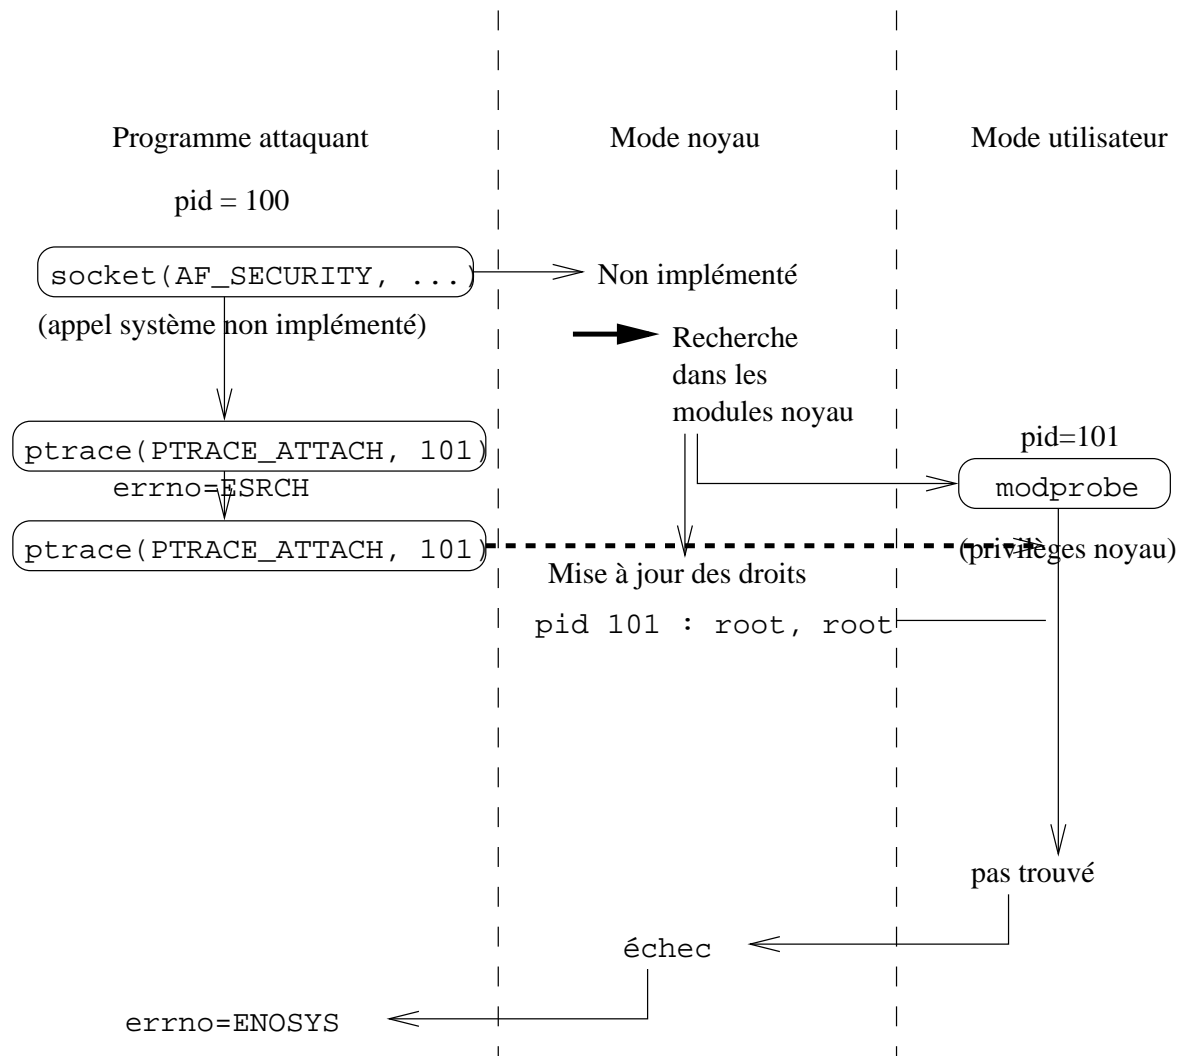 Programme attaquant
Mode noyau
Mode utilisateur
pid = 100
socket(AF_SECURITY, ...)
Non implémenté
(appel système non implémenté)
Recherche
dans les
modules noyau
ptrace(PTRACE_ATTACH, 101)
pid=101
errno=ESRCH
modprobe
ptrace(PTRACE_ATTACH, 101)
(privilèges noyau)
Mise à jour des droits
pid 101 : root, root
pas trouvé
échec
errno=ENOSYS